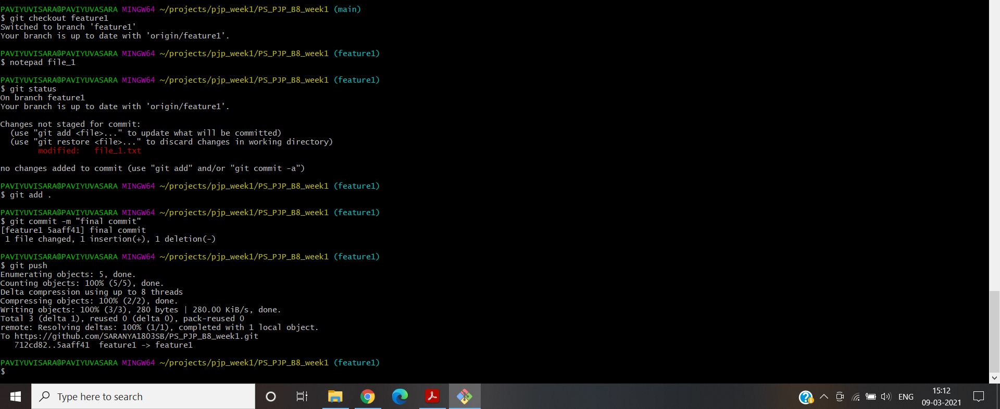 PAVIYUVISARA@PAVIYUVASARA MINGW64 ~/projects/pjp_week1/PS_PJP_B8_week1 (main)
$ git checkout feature1
Switched to branch 'feature1'
Your branch is up to date with 'origin/feature1'.
PAVIYUVISARA@PAVIYUVASARA MINGW64 ~/projects/pjp_week1/PS_PJP_B8_week1 (feature1)
$ notepad file_1
PAVIYUVISARA@PAVIYUVASARA MINGW64 ~/projects/pjp_week1/PS_PJP_B8_week1 (feature1)
$ git status
On branch feature1
Your branch is up to date with 'origin/feature1'.
Changes not staged for commit:
  (use "git add <file>..." to update what will be committed)
  (use "git restore <file>..." to discard changes in working directory)
        modified:   file_1.txt
no changes added to commit (use "git add" and/or "git commit -a")
PAVIYUVISARA@PAVIYUVASARA MINGW64 ~/projects/pjp_week1/PS_PJP_B8_week1 (feature1)
$ git add .
PAVIYUVISARA@PAVIYUVASARA MINGW64 ~/projects/pjp_week1/PS_PJP_B8_week1 (feature1)
$ git commit -m "final commit"
[feature1 5aaff41] final commit
 1 file changed, 1 insertion(+), 1 deletion(-)
PAVIYUVISARA@PAVIYUVASARA MINGW64 ~/projects/pjp_week1/PS_PJP_B8_week1 (feature1)
$ git push
Enumerating objects: 5, done.
Counting objects: 100% (5/5), done.
Delta compression using up to 8 threads
Compressing objects: 100% (2/2), done.
Writing objects: 100% (3/3), 280 bytes | 280.00 KiB/s, done.
Total 3 (delta 1), reused 0 (delta 0), pack-reused 0
remote: Resolving deltas: 100% (1/1), completed with 1 local object.
To https://github.com/SARANYA1803SB/PS_PJP_B8_week1.git
   712cd82..5aaff41  feature1 -> feature1
PAVIYUVISARA@PAVIYUVASARA MINGW64 ~/projects/pjp_week1/PS_PJP_B8_week1 (feature1)
$
Type here to search
ENG
15:12
09-03-2021